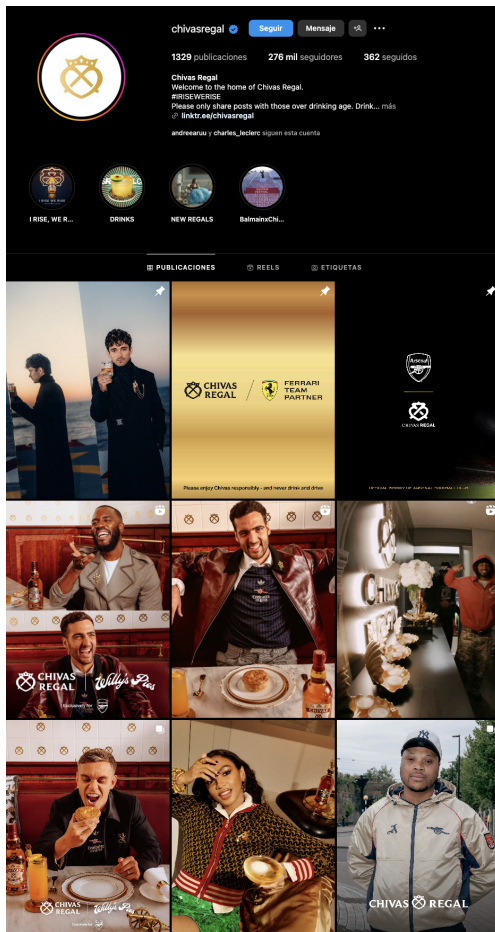 chivasregal
Seguir
Mensaje
1329 publicaciones
276 mil seguidores
362 seguidos
Chivas Regal
Welcome to the home of Chivas Regal.
#IRISEWERISE
Please only share posts with those over drinking age. Drink... más
linktr.ee/chivasregal
andreearuu y charles_leclerc siguen esta cuenta
I RISE, WE R...
DRINKS
NEW REGALS
BalmainxChi...
PUBLICACIONES
REELS
ETIQUETAS
CHIVAS
REGAL
FERRARI
TEAM
PARTNER
Please enjoy Chivas responsibly - and never drink and drive
Arsenal
CHIVAS REGAL
CHIVAS
REGAL
Willy's Pies
CHIVAS
CHIVAS
REGAL
Willy's Pies
CHIVAS REGAL